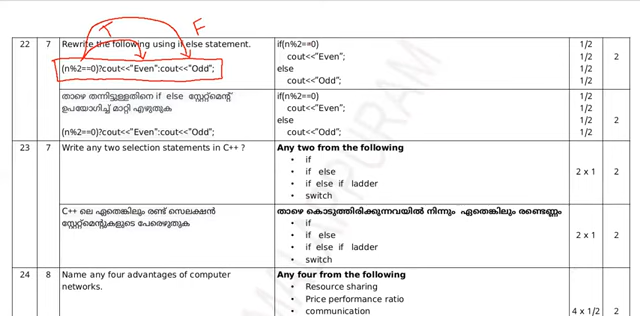 T F
22 7 Rewrite the following using if else statement. if(n%2==0) 1/2
cout<<"Even"; 1/2 2
(n%2==0)?cout<<"Even":cout<<"Odd"; else 1/2
cout<<"Odd"; 1/2
താഴെ തന്നിട്ടുള്ളതിനെ if else സ്റ്റേറ്റ്മെന്റ് if(n%2==0) 1/2
ഉപയോഗിച്ച് മാറ്റി എഴുതുക cout<<"Even"; 1/2
else 1/2 2
(n%2==0)?cout<<"Even":cout<<"Odd"; cout<<"Odd"; 1/2
23 7 Write any two selection statements in C++ ? Any two from the following
• if
• if else 2 x 1 2
• if else if ladder
• switch
C++ ലെ ഏതെങ്കിലും രണ്ട് സെലക്ഷൻ താഴെ കൊടുത്തിരിക്കുന്നവയിൽ നിന്നും ഏതെങ്കിലും രണ്ടെണ്ണം
സ്റ്റേറ്റ്മെന്റുകളുടെ പേരെഴുതുക • if
• if else 2 x 1 2
• if else if ladder
• switch
24 8 Name any four advantages of computer Any four from the following
networks. • Resource sharing
• Price performance ratio
• communication 4 x 1/2 2